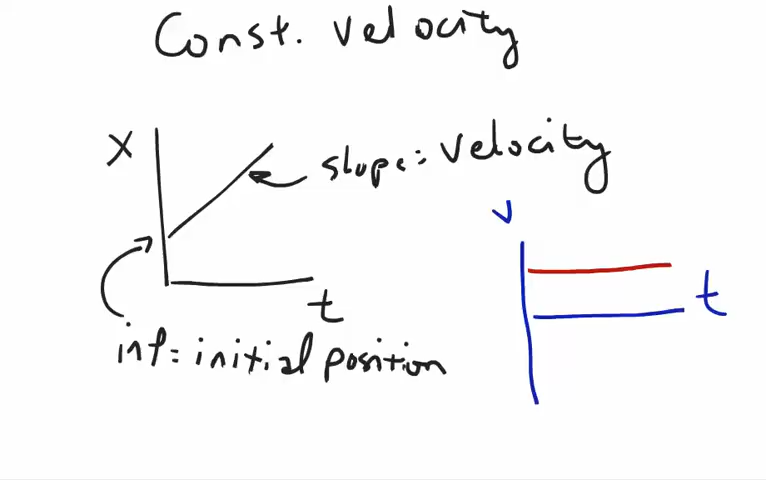 Const. velocity
x
slope: velocity
v
t
t
int = initial position